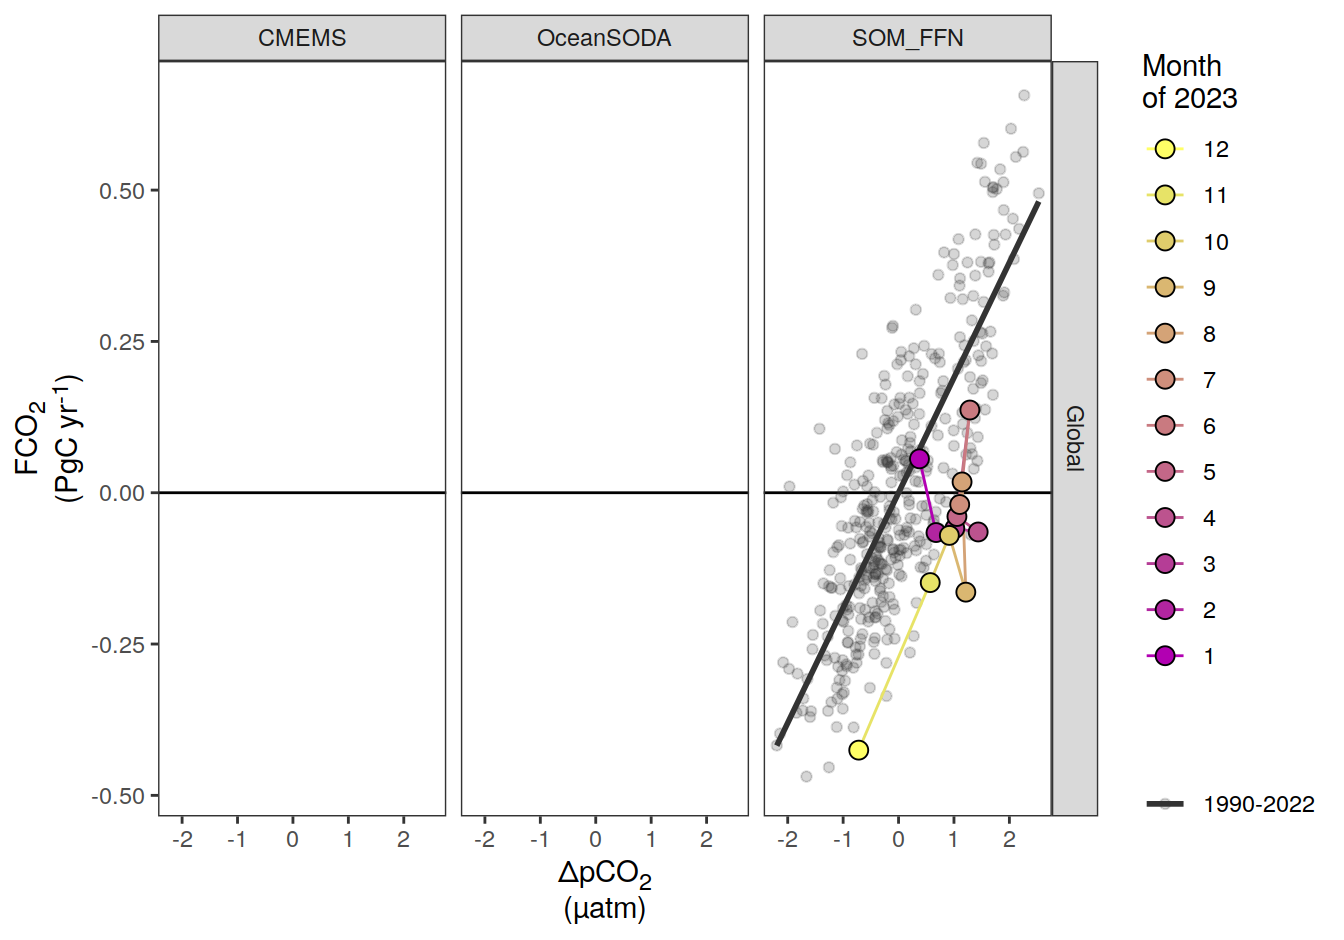 CMEMS
OceanSODA
SOM_FFN
Global
FCO₂
(PgC yr⁻¹)
0.50
0.25
0.00
-0.25
-0.50
-2 -1 0 1 2
-2 -1 0 1 2
-2 -1 0 1 2
ΔpCO₂
(µatm)
Month
of 2023
12
11
10
9
8
7
6
5
4
3
2
1
1990-2022